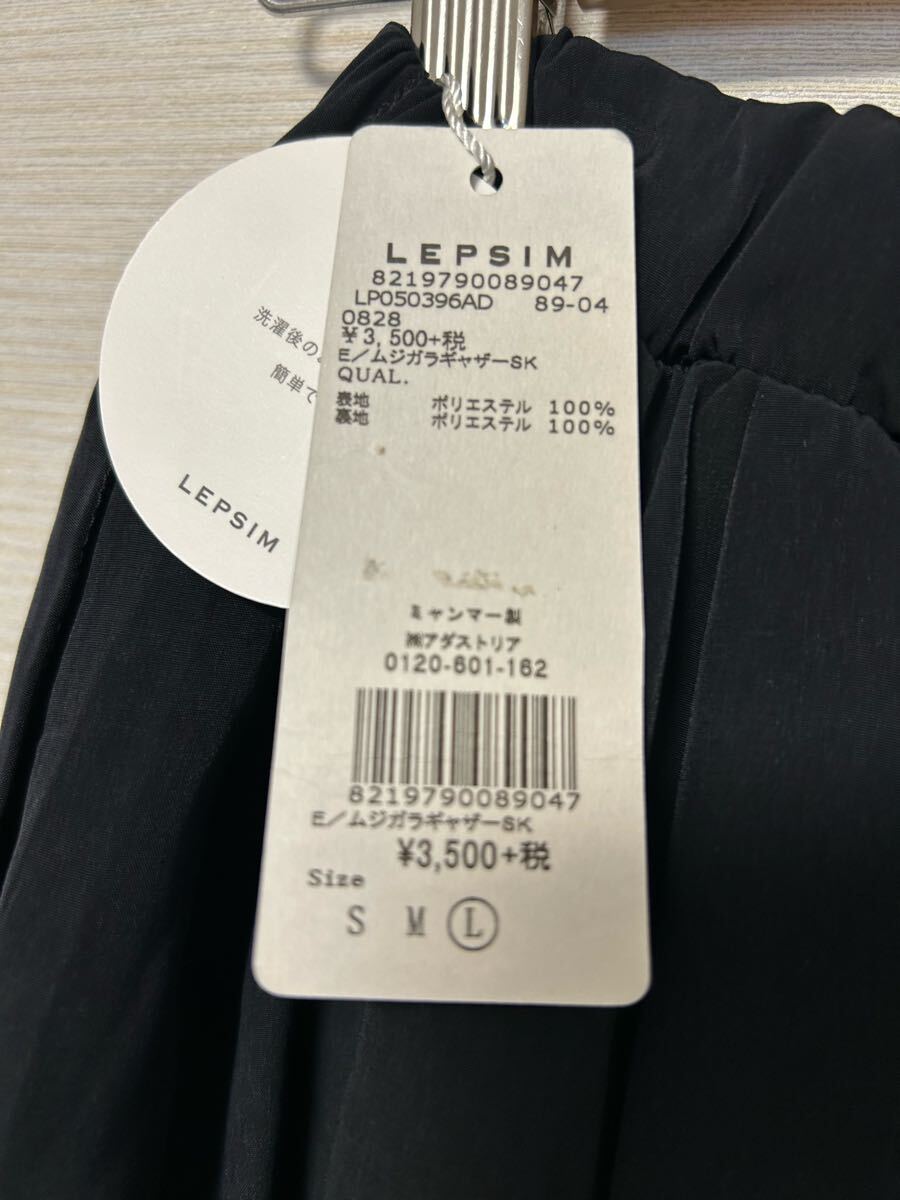 LEPSIM
8219790089047
LP050396AD 89-04
0828
¥3,500+税
E/ムジガラギャザーSK
QUAL.
表地 ポリエステル 100%
裏地 ポリエステル 100%
ミャンマー製
㈱アダストリア
0120-601-162
8219790089047
E/ムジガラギャザーSK
¥3,500+税
Size
S M L
洗濯後の
簡単で
LEPSIM